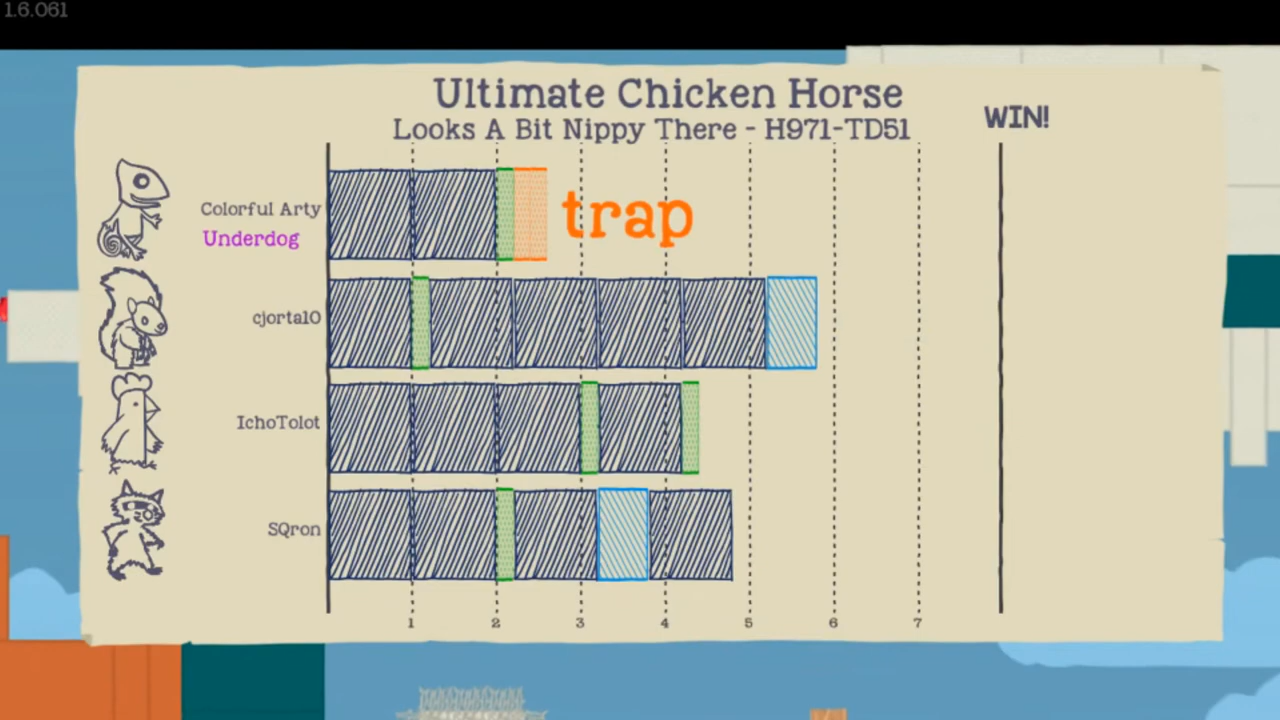 1.6.061
Ultimate Chicken Horse
Looks A Bit Nippy There - H971-TD51
WIN!
Colorful Arty
Underdog
trap
cjorta10
IchoTolot
SQron
1 2 3 4 5 6 7